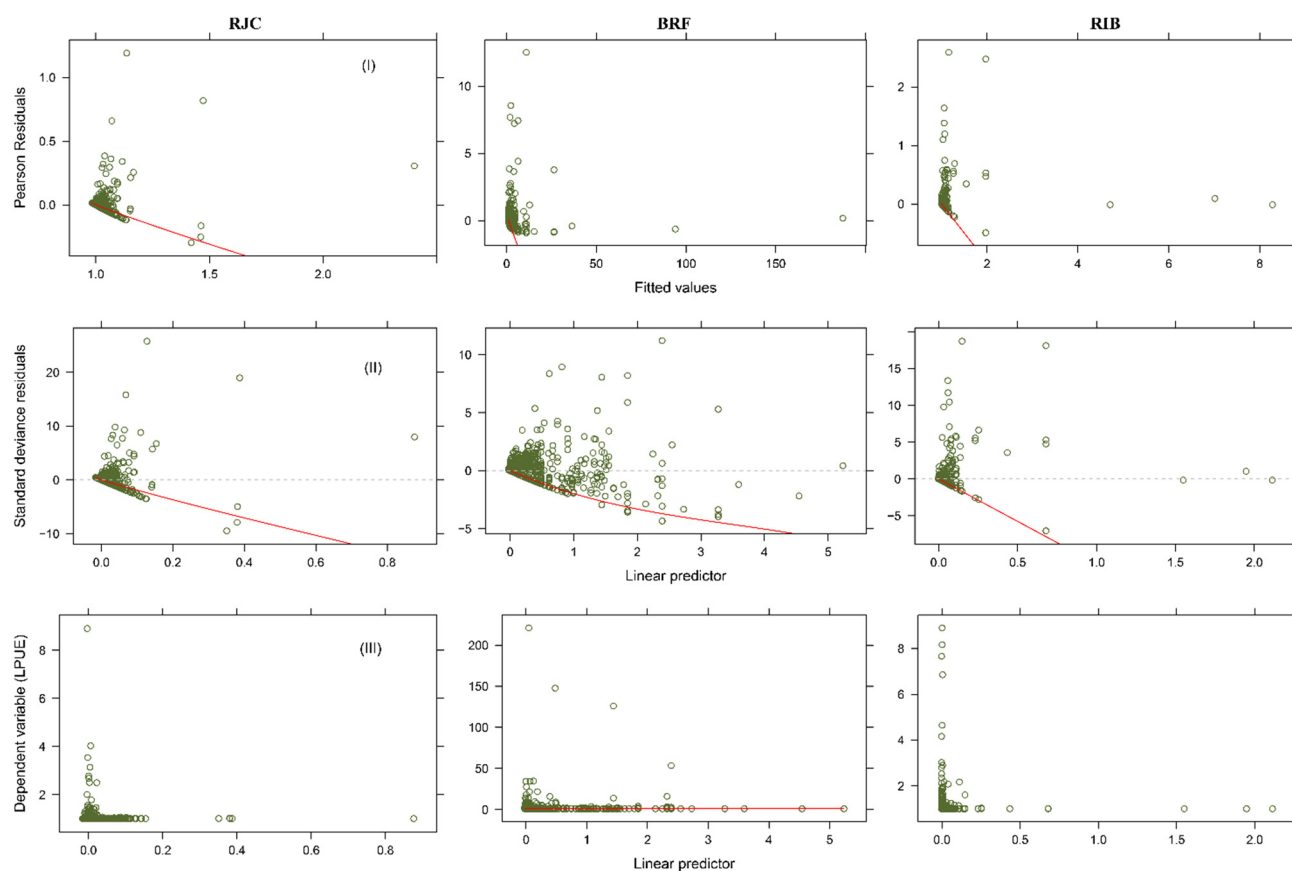 RJC BRF RIB
Pearson Residuals
(I)
1.0
0.5
0.0
1.0 1.5 2.0
10
5
0
0 50 100 150
Fitted values
2
1
0
2 4 6 8
Standard deviance residuals
(II)
20
10
0
-10
0.0 0.2 0.4 0.6 0.8
10
5
0
-5
0 1 2 3 4 5
Linear predictor
15
10
5
0
-5
0.0 0.5 1.0 1.5 2.0
Dependent variable (LPUE)
(III)
8
6
4
2
0.0 0.2 0.4 0.6 0.8
200
150
100
50
0
0 1 2 3 4 5
Linear predictor
8
6
4
2
0.0 0.5 1.0 1.5 2.0